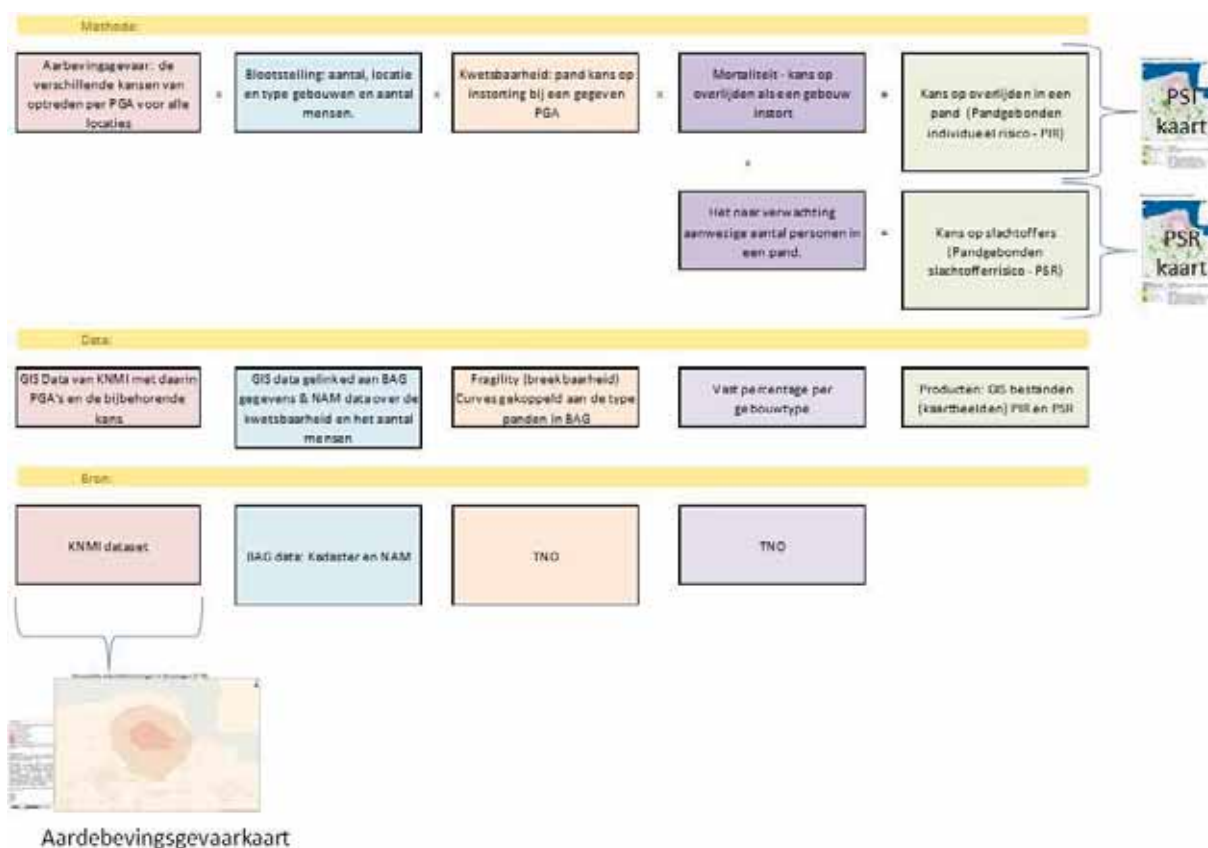 Methode:
Aarbevingsgevaar: de
verschillende kansen van
optreden per PGA voor alle
locaties
x
Blootstelling: aantal, locatie
en type gebouwen en aantal
mensen.
x
Kwetsbaarheid: pand kans op
instorting bij een gegeven
PGA
x
Mortaliteit - kans op
overlijden als een gebouw
instort
Kans op overlijden in een
pand (Pandgebonden
individueel risico - PIR)
PSI
kaart
Het naar verwachting
aanwezige aantal personen in
een pand.
Kans op slachtoffers
(Pandgebonden
slachtofferrisico - PSR)
PSR
kaart
Data:
GIS Data van KNMI met daarin
PGA's en de bijbehorende
kans
GIS data gelinked aan BAG
gegevens & NAM data over de
kwetsbaarheid en het aantal
mensen
Fragility (breekbaarheid)
Curves gekoppeld aan de type
panden in BAG
Vast percentage per
gebouwtype
Producten: GIS bestanden
(kaartbeelden) PIR en PSR
Bron:
KNMI dataset
BAG data: Kadaster en NAM
TNO
TNO
Aardebevingsgevaarkaart